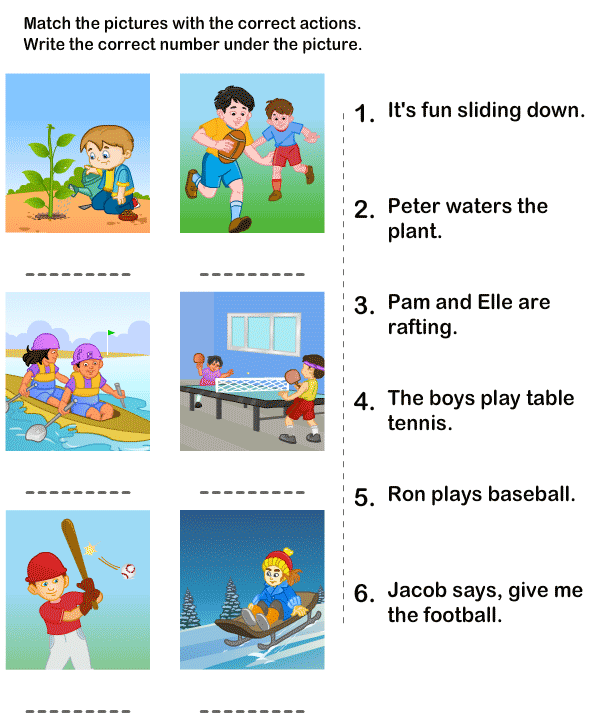 Match the pictures with the correct actions.
Write the correct number under the picture.
1. It's fun sliding down.
2. Peter waters the
plant.
3. Pam and Elle are
rafting.
4. The boys play table
tennis.
5. Ron plays baseball.
6. Jacob says, give me
the football.